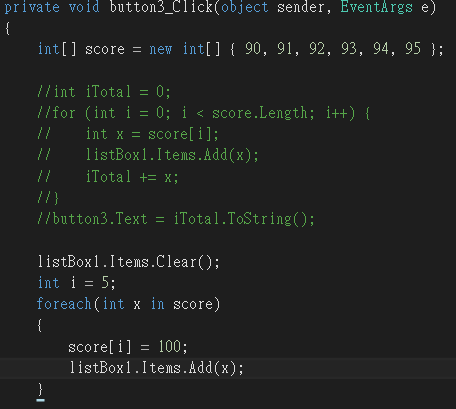 private void button3_Click(object sender, EventArgs e)
{
    int[] score = new int[] { 90, 91, 92, 93, 94, 95 };

    //int iTotal = 0;
    //for (int i = 0; i < score.Length; i++) {
    //    int x = score[i];
    //    listBox1.Items.Add(x);
    //    iTotal += x;
    //}
    //button3.Text = iTotal.ToString();

    listBox1.Items.Clear();
    int i = 5;
    foreach(int x in score)
    {
        score[i] = 100;
        listBox1.Items.Add(x);
    }